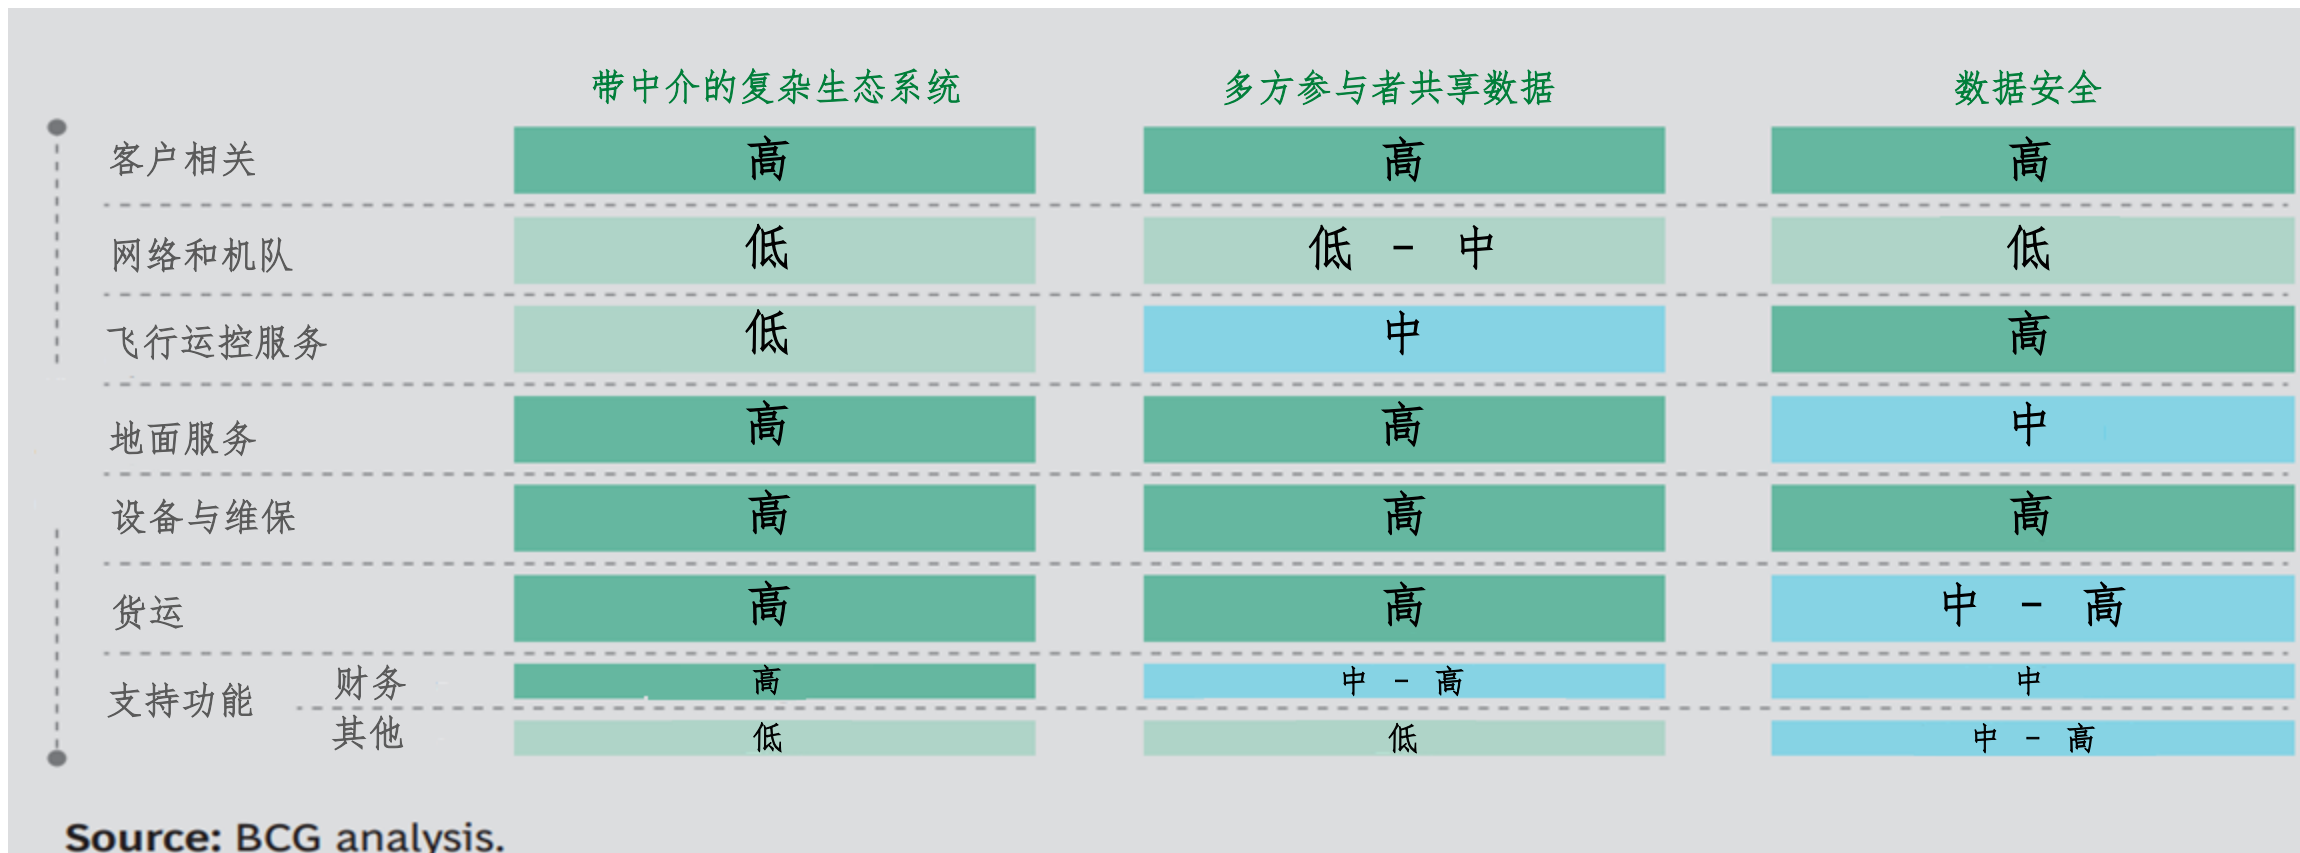 带中介的复杂生态系统 多方参与者共享数据 数据安全
客户相关 高 高 高
网络和机队 低 低 - 中 低
飞行运控服务 低 中 高
地面服务 高 高 中
设备与维保 高 高 高
货运 高 高 中 - 高
支持功能 财务 高 中 - 高 中
其他 低 低 中 - 高
Source: BCG analysis.